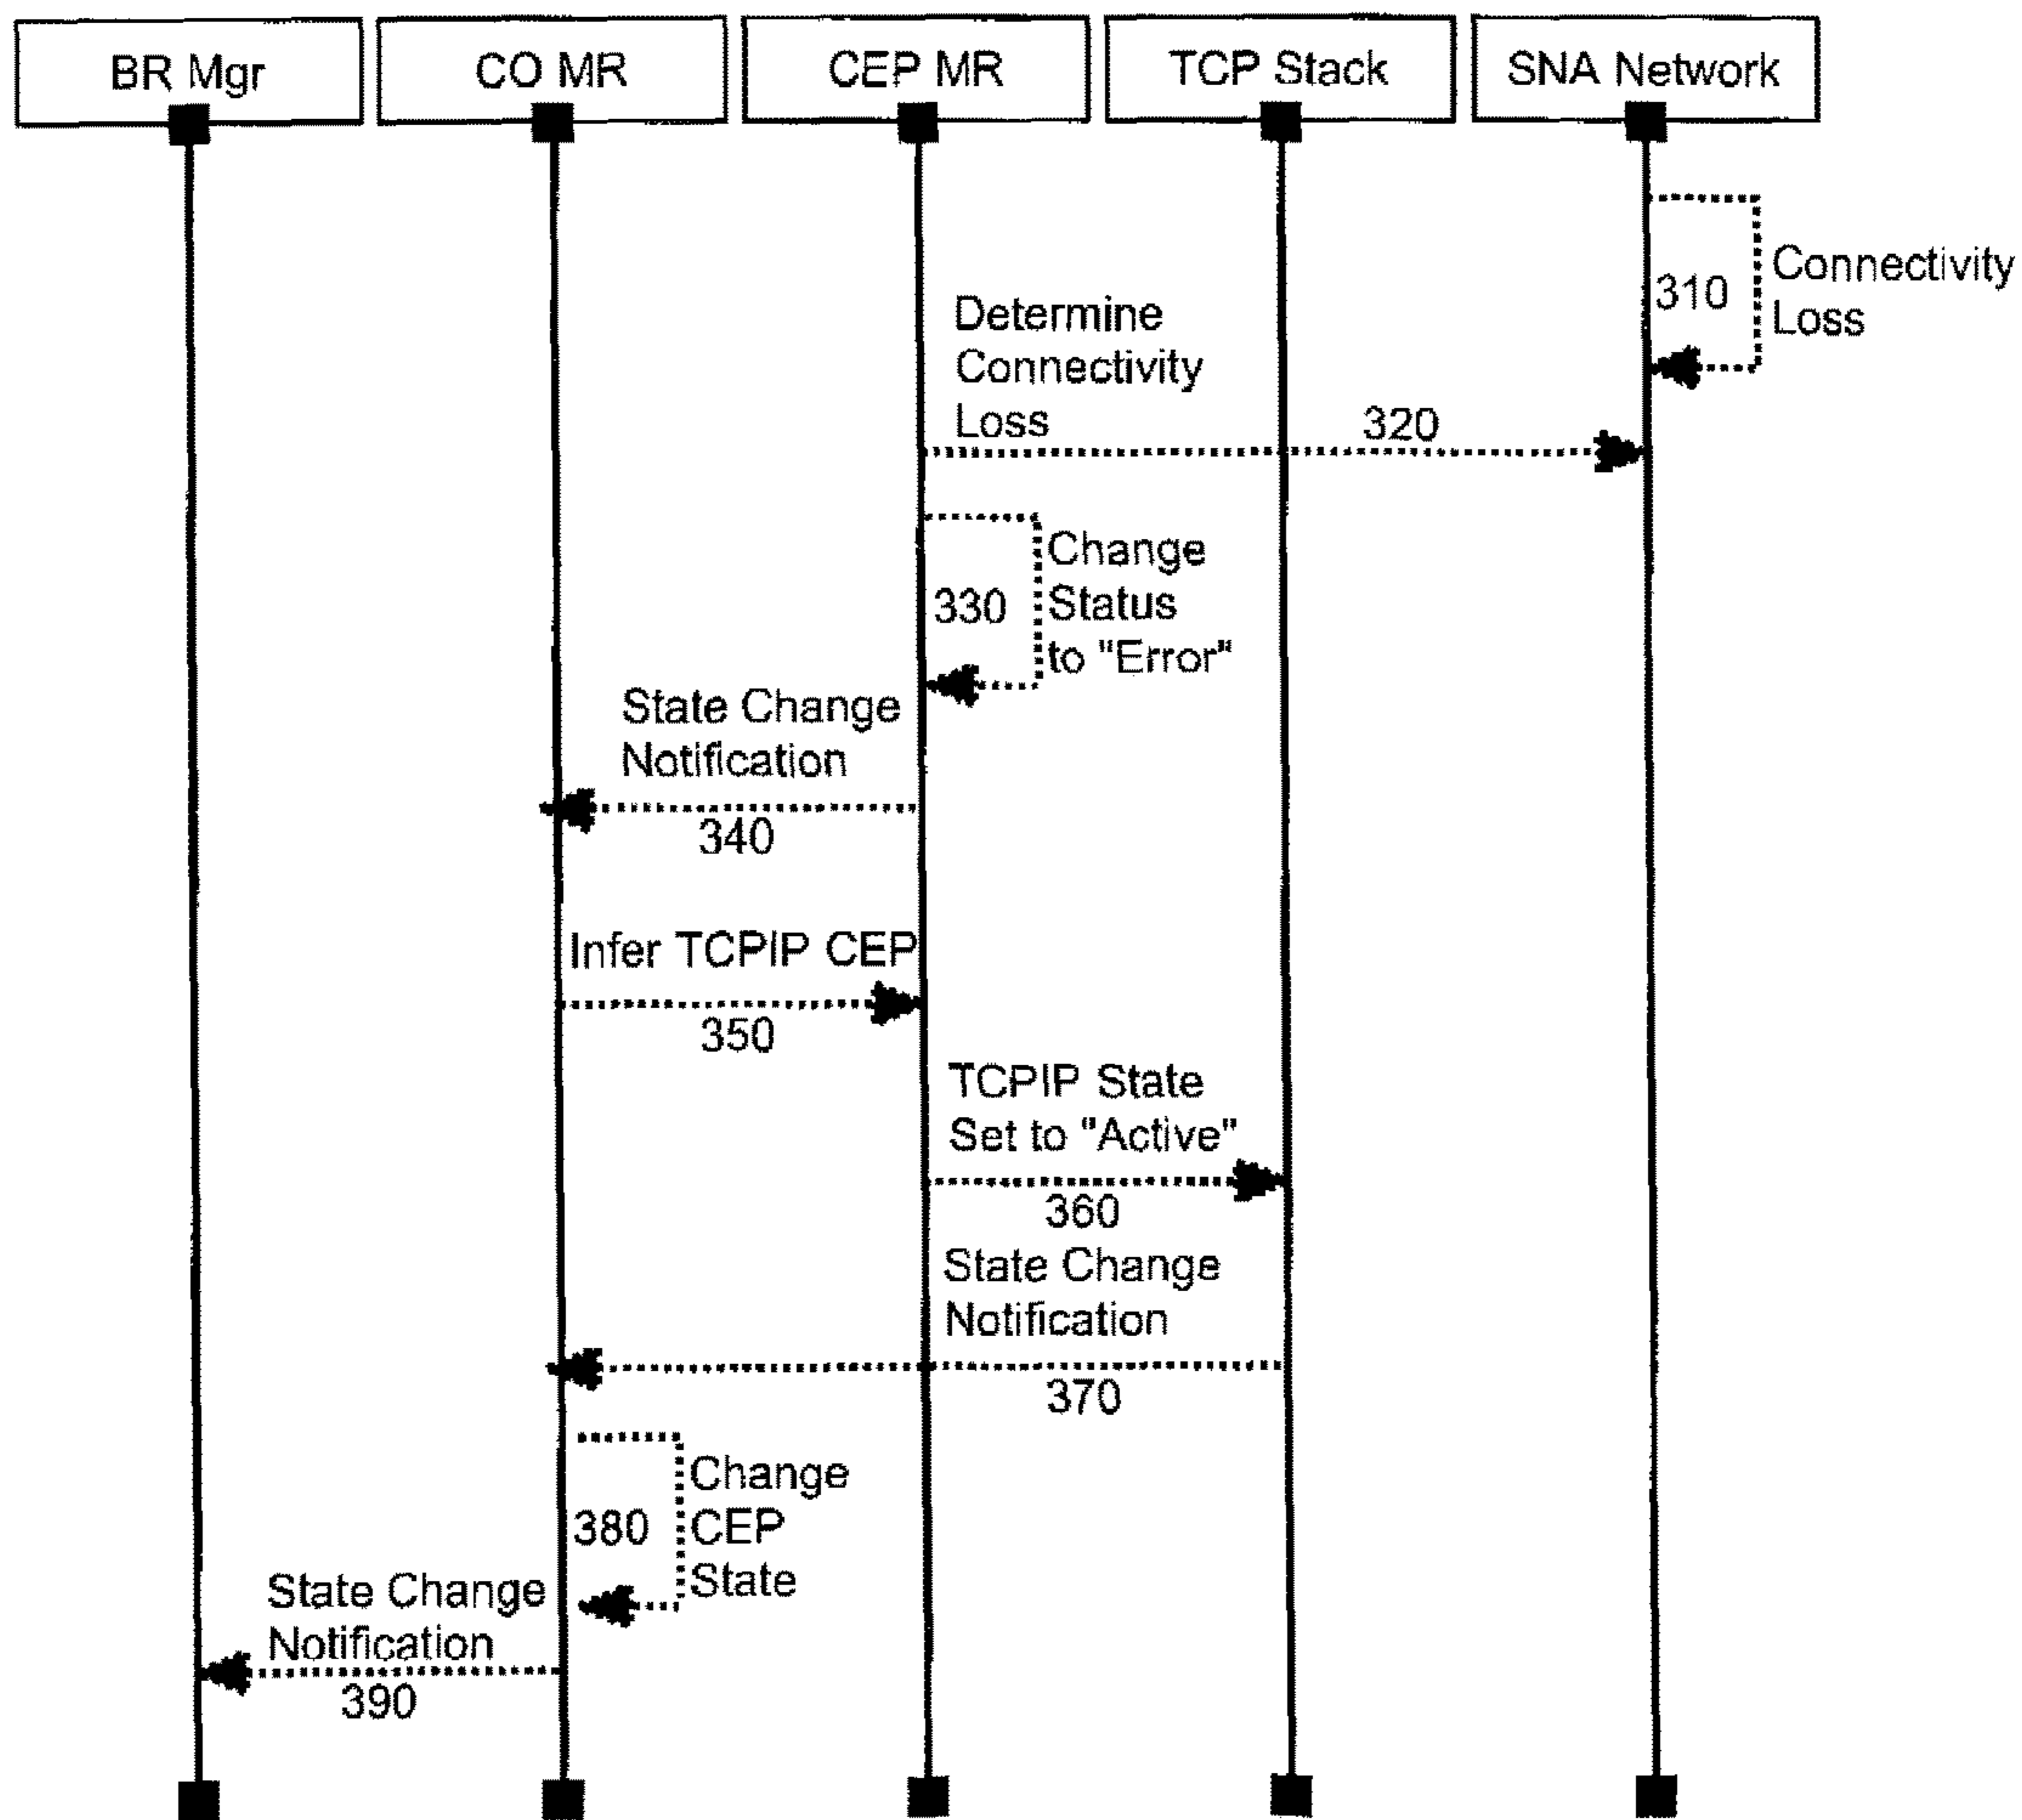 BR Mgr
CO MR
CEP MR
TCP Stack
SNA Network
310
Connectivity
Loss
Determine
Connectivity
Loss
320
330
Change
Status
to "Error"
State Change
Notification
340
Infer TCPIP CEP
350
TCPIP State
Set to "Active"
360
State Change
Notification
370
380
Change
CEP
State
State Change
Notification
390